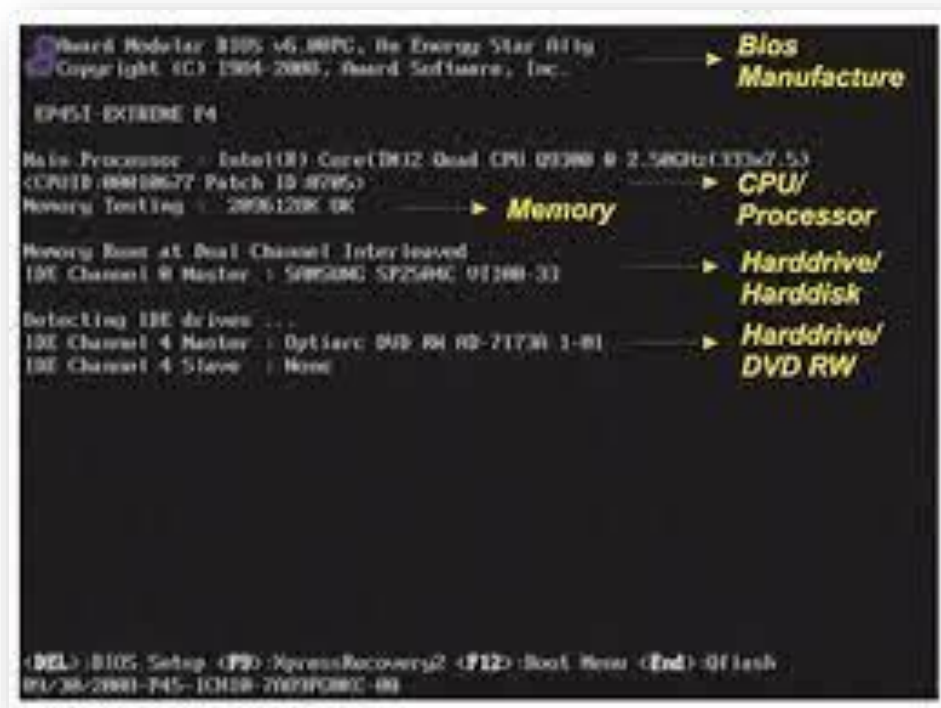 Award Modular BIOS v6.00PG, An Energy Star Ally
Copyright (C) 1984-2008, Award Software, Inc.
Bios
Manufacture
EP45T-EXTREME F4
Main Processor : Intel(R) Core(TM)2 Quad CPU Q9300 @ 2.50GHz(333x7.5)
<CPUID:00010677 Patch ID:0705>
CPU/
Processor
Memory Testing : 2096128K OK
Memory
Memory Runs at Dual Channel Interleaved
IDE Channel 0 Master : SAMSUNG SP2504C VT100-33
Harddrive/
Harddisk
Detecting IDE drives ...
IDE Channel 4 Master : Optiarc DVD RW AD-7173A 1-01
Harddrive/
DVD RW
IDE Channel 4 Slave : None
<DEL>:BIOS Setup <F9>:XpressRecovery2 <F12>:Boot Menu <End>:Qflash